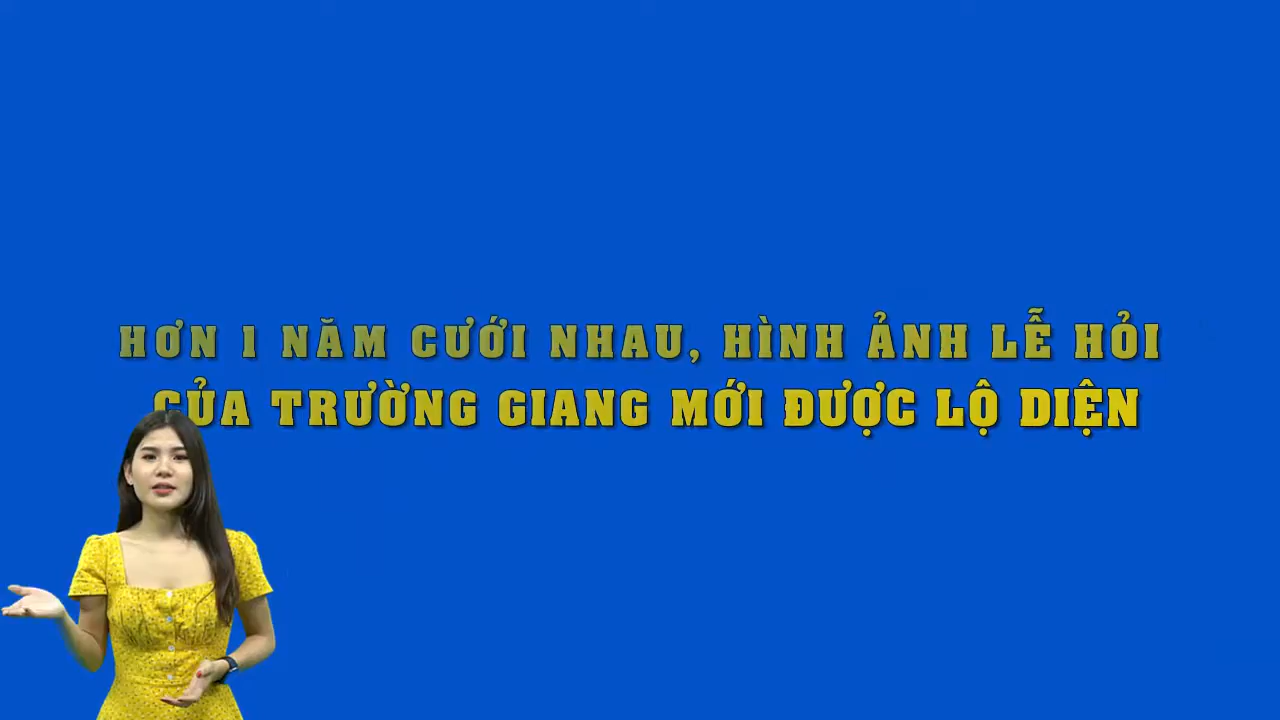 HƠN 1 NĂM CƯỚI NHAU, HÌNH ẢNH LỄ HỎI
CỦA TRƯỜNG GIANG MỚI ĐƯỢC LỘ DIỆN